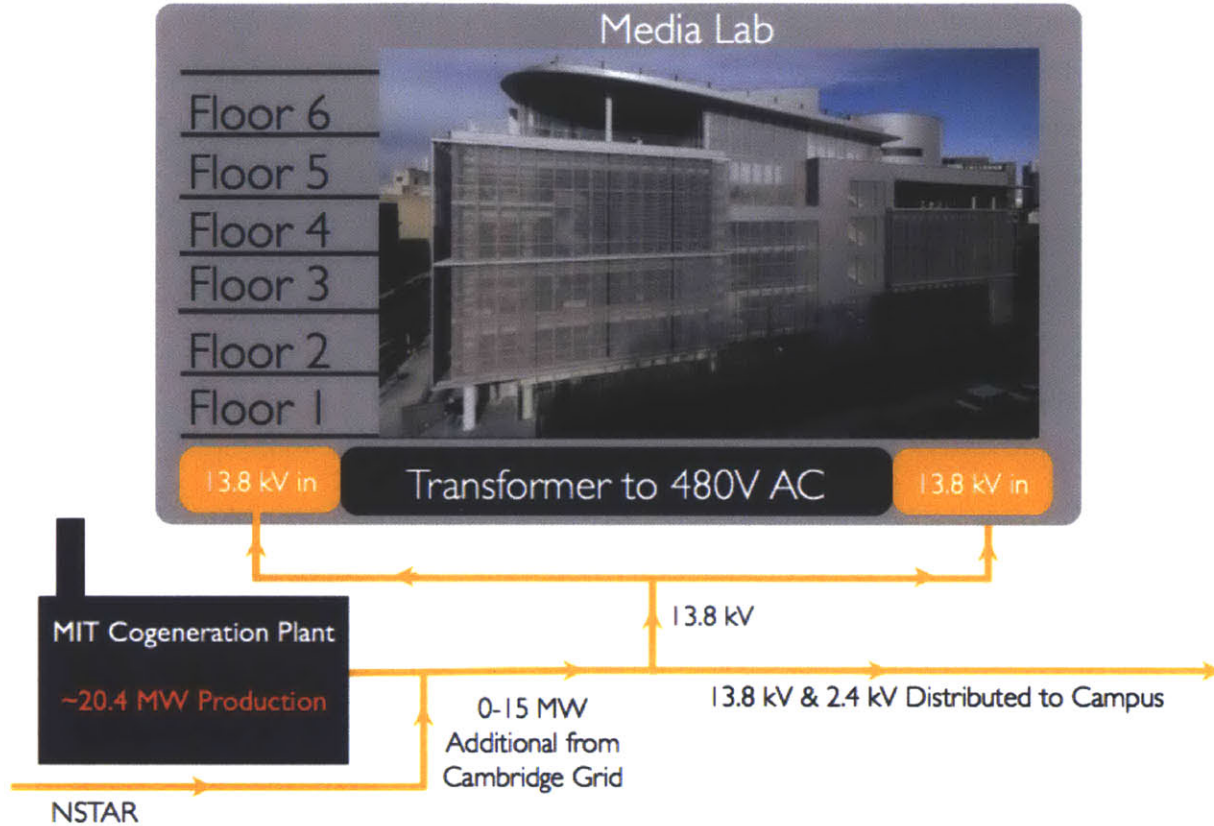 Media Lab
Floor 6
Floor 5
Floor 4
Floor 3
Floor 2
Floor 1
13.8 kV in
Transformer to 480V AC
13.8 kV in
13.8 kV
MIT Cogeneration Plant
~20.4 MW Production
0-15 MW
Additional from
Cambridge Grid
13.8 kV & 2.4 kV Distributed to Campus
NSTAR